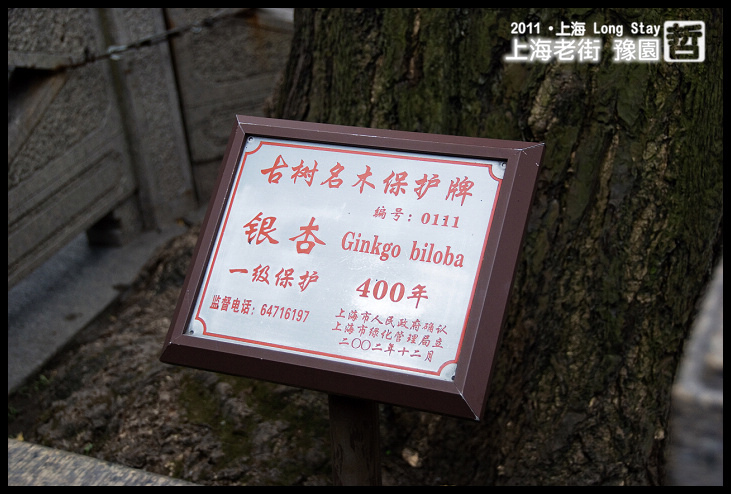 2011・上海 Long Stay
上海老街 豫園 哲
古树名木保护牌
编号：0111
银杏 Ginkgo biloba
一级保护 400年
监督电话：64716197
上海市人民政府确认
上海市绿化管理局立
二〇〇二年十二月